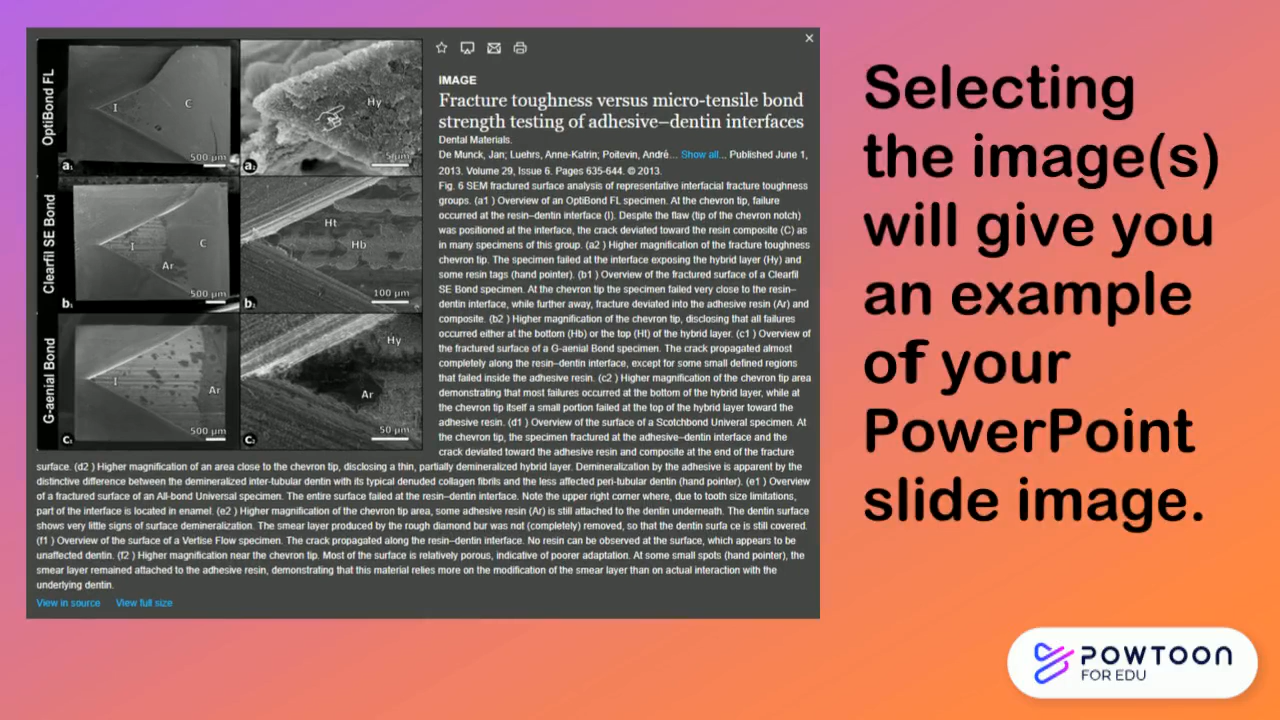 OptiBond FL
I
C
500 µm
a1
Hy
5 µm
a2
Clearfil SE Bond
I
C
Ar
500 µm
b1
Ht
Hb
100 µm
b2
G-aenial Bond
I
Ar
500 µm
c1
Hy
Ar
50 µm
c2
IMAGE
Fracture toughness versus micro-tensile bond
strength testing of adhesive–dentin interfaces
Dental Materials.
De Munck, Jan; Luehrs, Anne-Katrin; Poitevin, André... Show all... Published June 1,
2013. Volume 29, Issue 6. Pages 635-644. © 2013.
Fig. 6 SEM fractured surface analysis of representative interfacial fracture toughness
groups. (a1 ) Overview of an OptiBond FL specimen. At the chevron tip, failure
occurred at the resin–dentin interface (I). Despite the flaw (tip of the chevron notch)
was positioned at the interface, the crack deviated toward the resin composite (C) as
in many specimens of this group. (a2 ) Higher magnification of the fracture toughness
chevron tip. The specimen failed at the interface exposing the hybrid layer (Hy) and
some resin tags (hand pointer). (b1 ) Overview of the fractured surface of a Clearfil
SE Bond specimen. At the chevron tip the specimen failed very close to the resin–
dentin interface, while further away, fracture deviated into the adhesive resin (Ar) and
composite. (b2 ) Higher magnification of the chevron tip, disclosing that all failures
occurred either at the bottom (Hb) or the top (Ht) of the hybrid layer. (c1 ) Overview of
the fractured surface of a G-aenial Bond specimen. The crack propagated almost
completely along the resin–dentin interface, except for some small defined regions
that failed inside the adhesive resin. (c2 ) Higher magnification of the chevron tip area
demonstrating that most failures occurred at the bottom of the hybrid layer, while at
the chevron tip itself a small portion failed at the top of the hybrid layer toward the
adhesive resin. (d1 ) Overview of the surface of a Scotchbond Univeral specimen. At
the chevron tip, the specimen fractured at the adhesive–dentin interface and the
crack deviated toward the adhesive resin and composite at the end of the fracture
surface. (d2 ) Higher magnification of an area close to the chevron tip, disclosing a thin, partially demineralized hybrid layer. Demineralization by the adhesive is apparent by the
distinctive difference between the demineralized inter-tubular dentin with its typical denuded collagen fibrils and the less affected peri-tubular dentin (hand pointer). (e1 ) Overview
of a fractured surface of an All-bond Universal specimen. The entire surface failed at the resin–dentin interface. Note the upper right corner where, due to tooth size limitations,
part of the interface is located in enamel. (e2 ) Higher magnification of the chevron tip area, some adhesive resin (Ar) is still attached to the dentin underneath. The dentin surface
shows very little signs of surface demineralization. The smear layer produced by the rough diamond bur was not (completely) removed, so that the dentin surfa ce is still covered.
(f1 ) Overview of the surface of a Vertise Flow specimen. The crack propagated along the resin–dentin interface. No resin can be observed at the surface, which appears to be
unaffected dentin. (f2 ) Higher magnification near the chevron tip. Most of the surface is relatively porous, indicative of poorer adaptation. At some small spots (hand pointer), the
smear layer remained attached to the adhesive resin, demonstrating that this material relies more on the modification of the smear layer than on actual interaction with the
underlying dentin.
View in source View full size
Selecting
the image(s)
will give you
an example
of your
PowerPoint
slide image.
POWTOON
FOR EDU